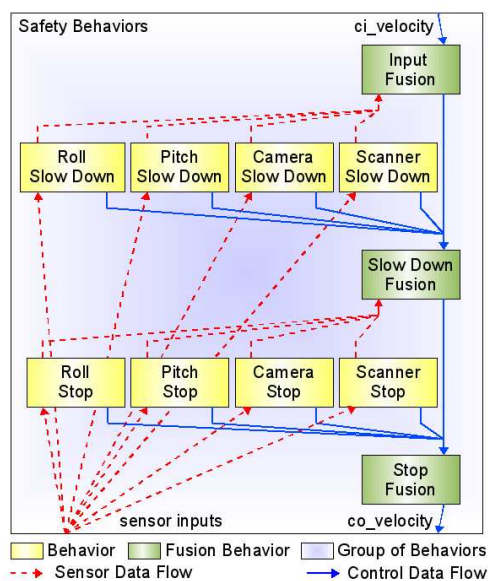 Safety Behaviors
ci_velocity
Input
Fusion
Roll
Slow Down
Pitch
Slow Down
Camera
Slow Down
Scanner
Slow Down
Slow Down
Fusion
Roll
Stop
Pitch
Stop
Camera
Stop
Scanner
Stop
Stop
Fusion
sensor inputs
co_velocity
Behavior
Fusion Behavior
Group of Behaviors
Sensor Data Flow
Control Data Flow